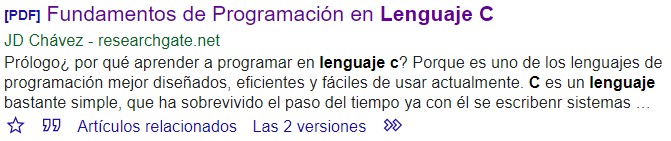 [PDF] Fundamentos de Programación en Lenguaje C
JD Chávez - researchgate.net
Prólogo¿ por qué aprender a programar en lenguaje c? Porque es uno de los lenguajes de
programación mejor diseñados, eficientes y fáciles de usar actualmente. C es un lenguaje
bastante simple, que ha sobrevivido el paso del tiempo ya con él se escribenr sistemas …
Artículos relacionados Las 2 versiones